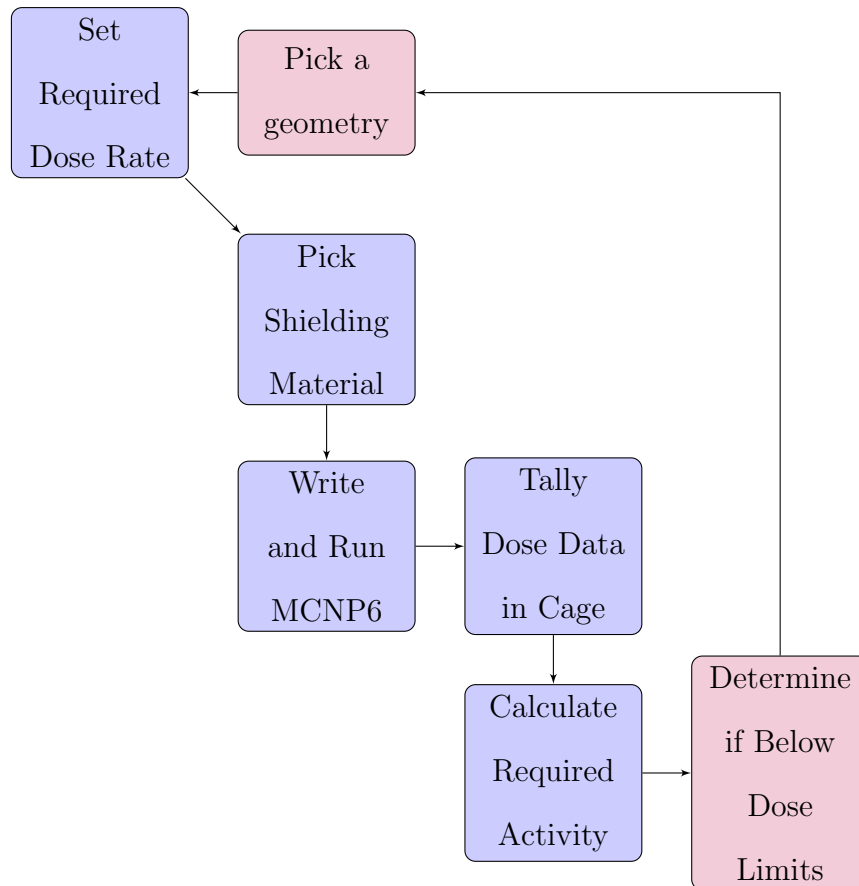 Set
Required
Dose Rate
Pick a
geometry
Pick
Shielding
Material
Write
and Run
MCNP6
Tally
Dose Data
in Cage
Calculate
Required
Activity
Determine
if Below
Dose
Limits